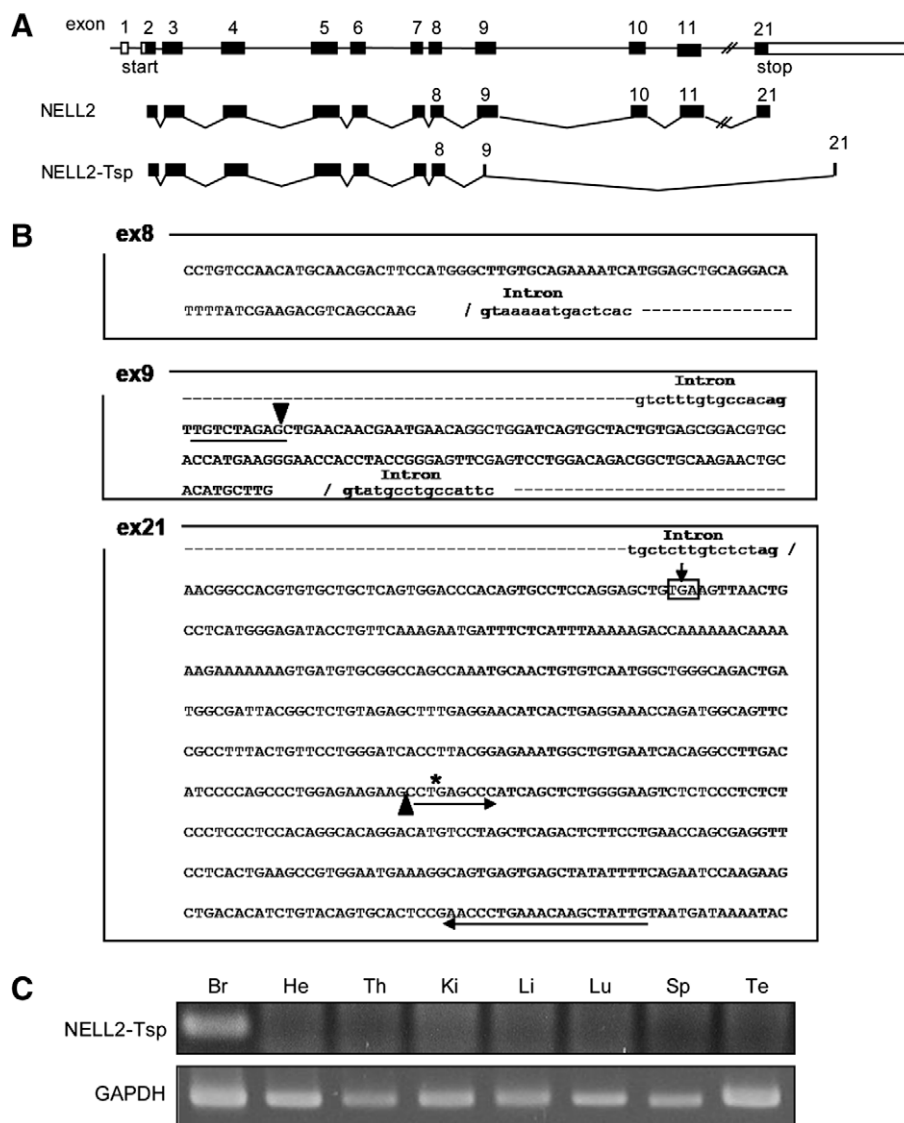 A
exon 1 2 3 4 5 6 7 8 9 10 11 21
start stop
NELL2 8 9 10 11 21
NELL2-Tsp 8 9 21
B
ex8
CCTGTCCAACATGCAACGACTTCCATGGGCTTGTGCAGAAAATCATGGAGCTGCAGGACA
Intron
TTTTATCGAAGACGTCAGCCAAG / gtaaaaatgactcac ----------------
ex9
Intron
------------------------------------------------gtctttgtgccacag
TTGTCTAGAGCTGAACAACGAATGAACAGGCTGGATCAGTGCTACTGTGAGCGGACGTGC
ACCATGAAGGGAACCACCTACCGGGAGTTCGAGTCCTGGACAGACGGCTGCAAGAACTGC
Intron
ACATGCTTG / gtatgcctgccattc -----------------------------
ex21
Intron
------------------------------------------------tgctcttgtctctag /
AACGGCCACGTGTGCTGCTCAGTGGACCCACAGTGCCTCCAGGAGCTGTGAAGTTAACTG
CCTCATGGGAGATACCTGTTCAAAGAATGATTTCTCATTTAAAAAGACCAAAAAACAAAA
AAGAAAAAAAGTGATGTGCGGCCAGCCAAATGCAACTGTGTCAATGGCTGGGCAGACTGA
TGGCGATTACGGCTCTGTAGAGCTTTGAGGAACATCACTGAGGAAACCAGATGGCAGTTC
CGCCTTTACTGTTCCTGGGATCACCTTACGGAGAAATGGCTGTGAATCACAGGCCTTGAC
*
ATCCCCAGCCCTGGAGAAGAAGCCTGAGCCCATCAGCTCTGGGGAAGTCTCTCCCTCTCT
CCCTCCCTCCACAGGCACAGGACATGTCCTAGCTCAGACTCTTCCTGAACCAGCGAGGTT
CCTCACTGAAGCCGTGGAATGAAAGGCAGTGAGTGAGCTATATTTTCAGAATCCAAGAAG
CTGACACATCTGTACAGTGCACTCCGAACCCTGAAACAAGCTATTGTAATGATAAAATAC
C
Br He Th Ki Li Lu Sp Te
NELL2-Tsp
GAPDH